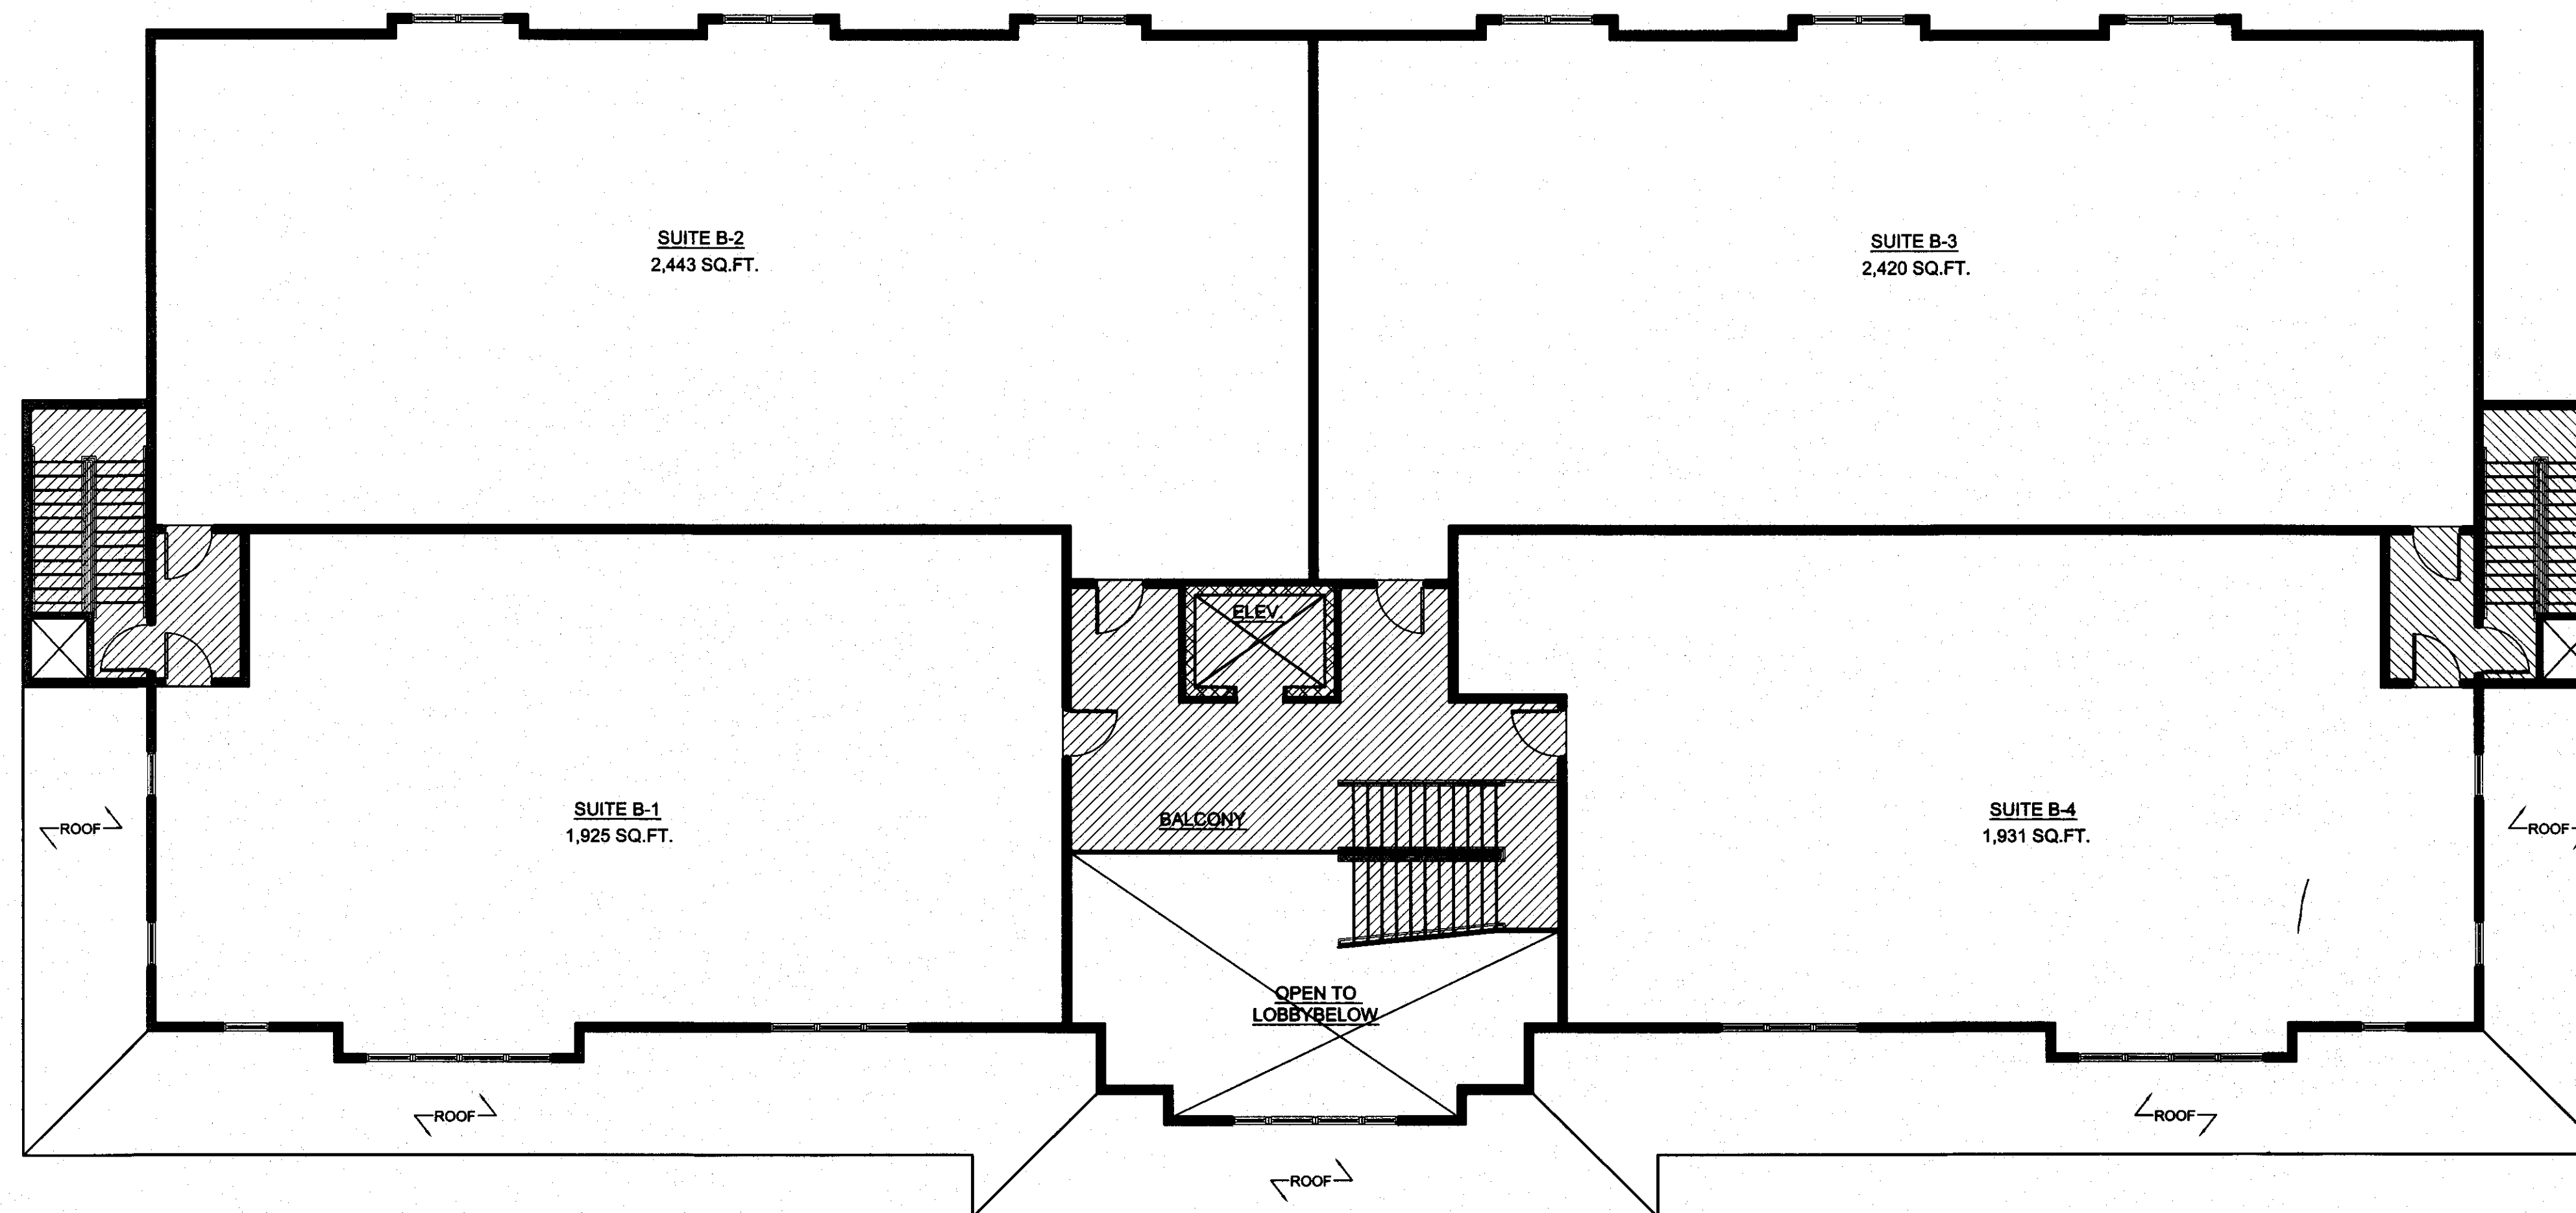 SUITE B-2
2,443 SQ.FT.
SUITE B-3
2,420 SQ.FT.
ELEV.
SUITE B-1
1,925 SQ.FT.
BALCONY
SUITE B-4
1,931 SQ.FT.
ROOF
ROOF
OPEN TO
LOBBYBELOW
ROOF
ROOF
ROOF